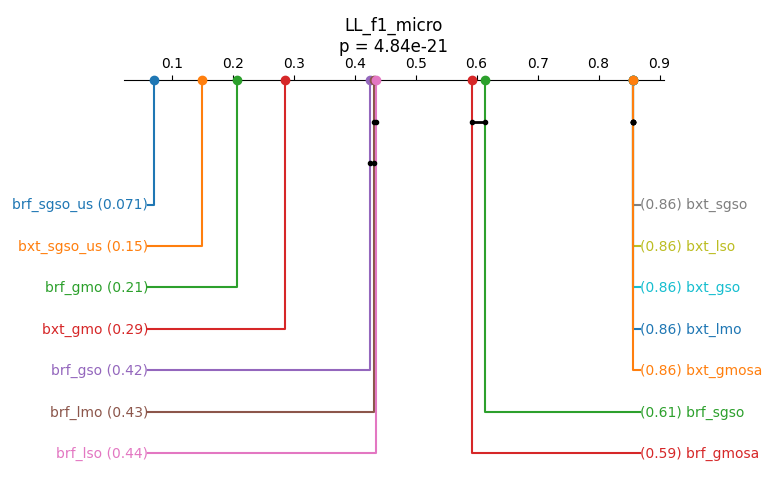 LL_f1_micro
p = 4.84e-21
0.1 0.2 0.3 0.4 0.5 0.6 0.7 0.8 0.9
brf_sgso_us (0.071) (0.86) bxt_sgso
bxt_sgso_us (0.15) (0.86) bxt_lso
brf_gmo (0.21) (0.86) bxt_gso
bxt_gmo (0.29) (0.86) bxt_lmo
brf_gso (0.42) (0.86) bxt_gmosa
brf_lmo (0.43) (0.61) brf_sgso
brf_lso (0.44) (0.59) brf_gmosa